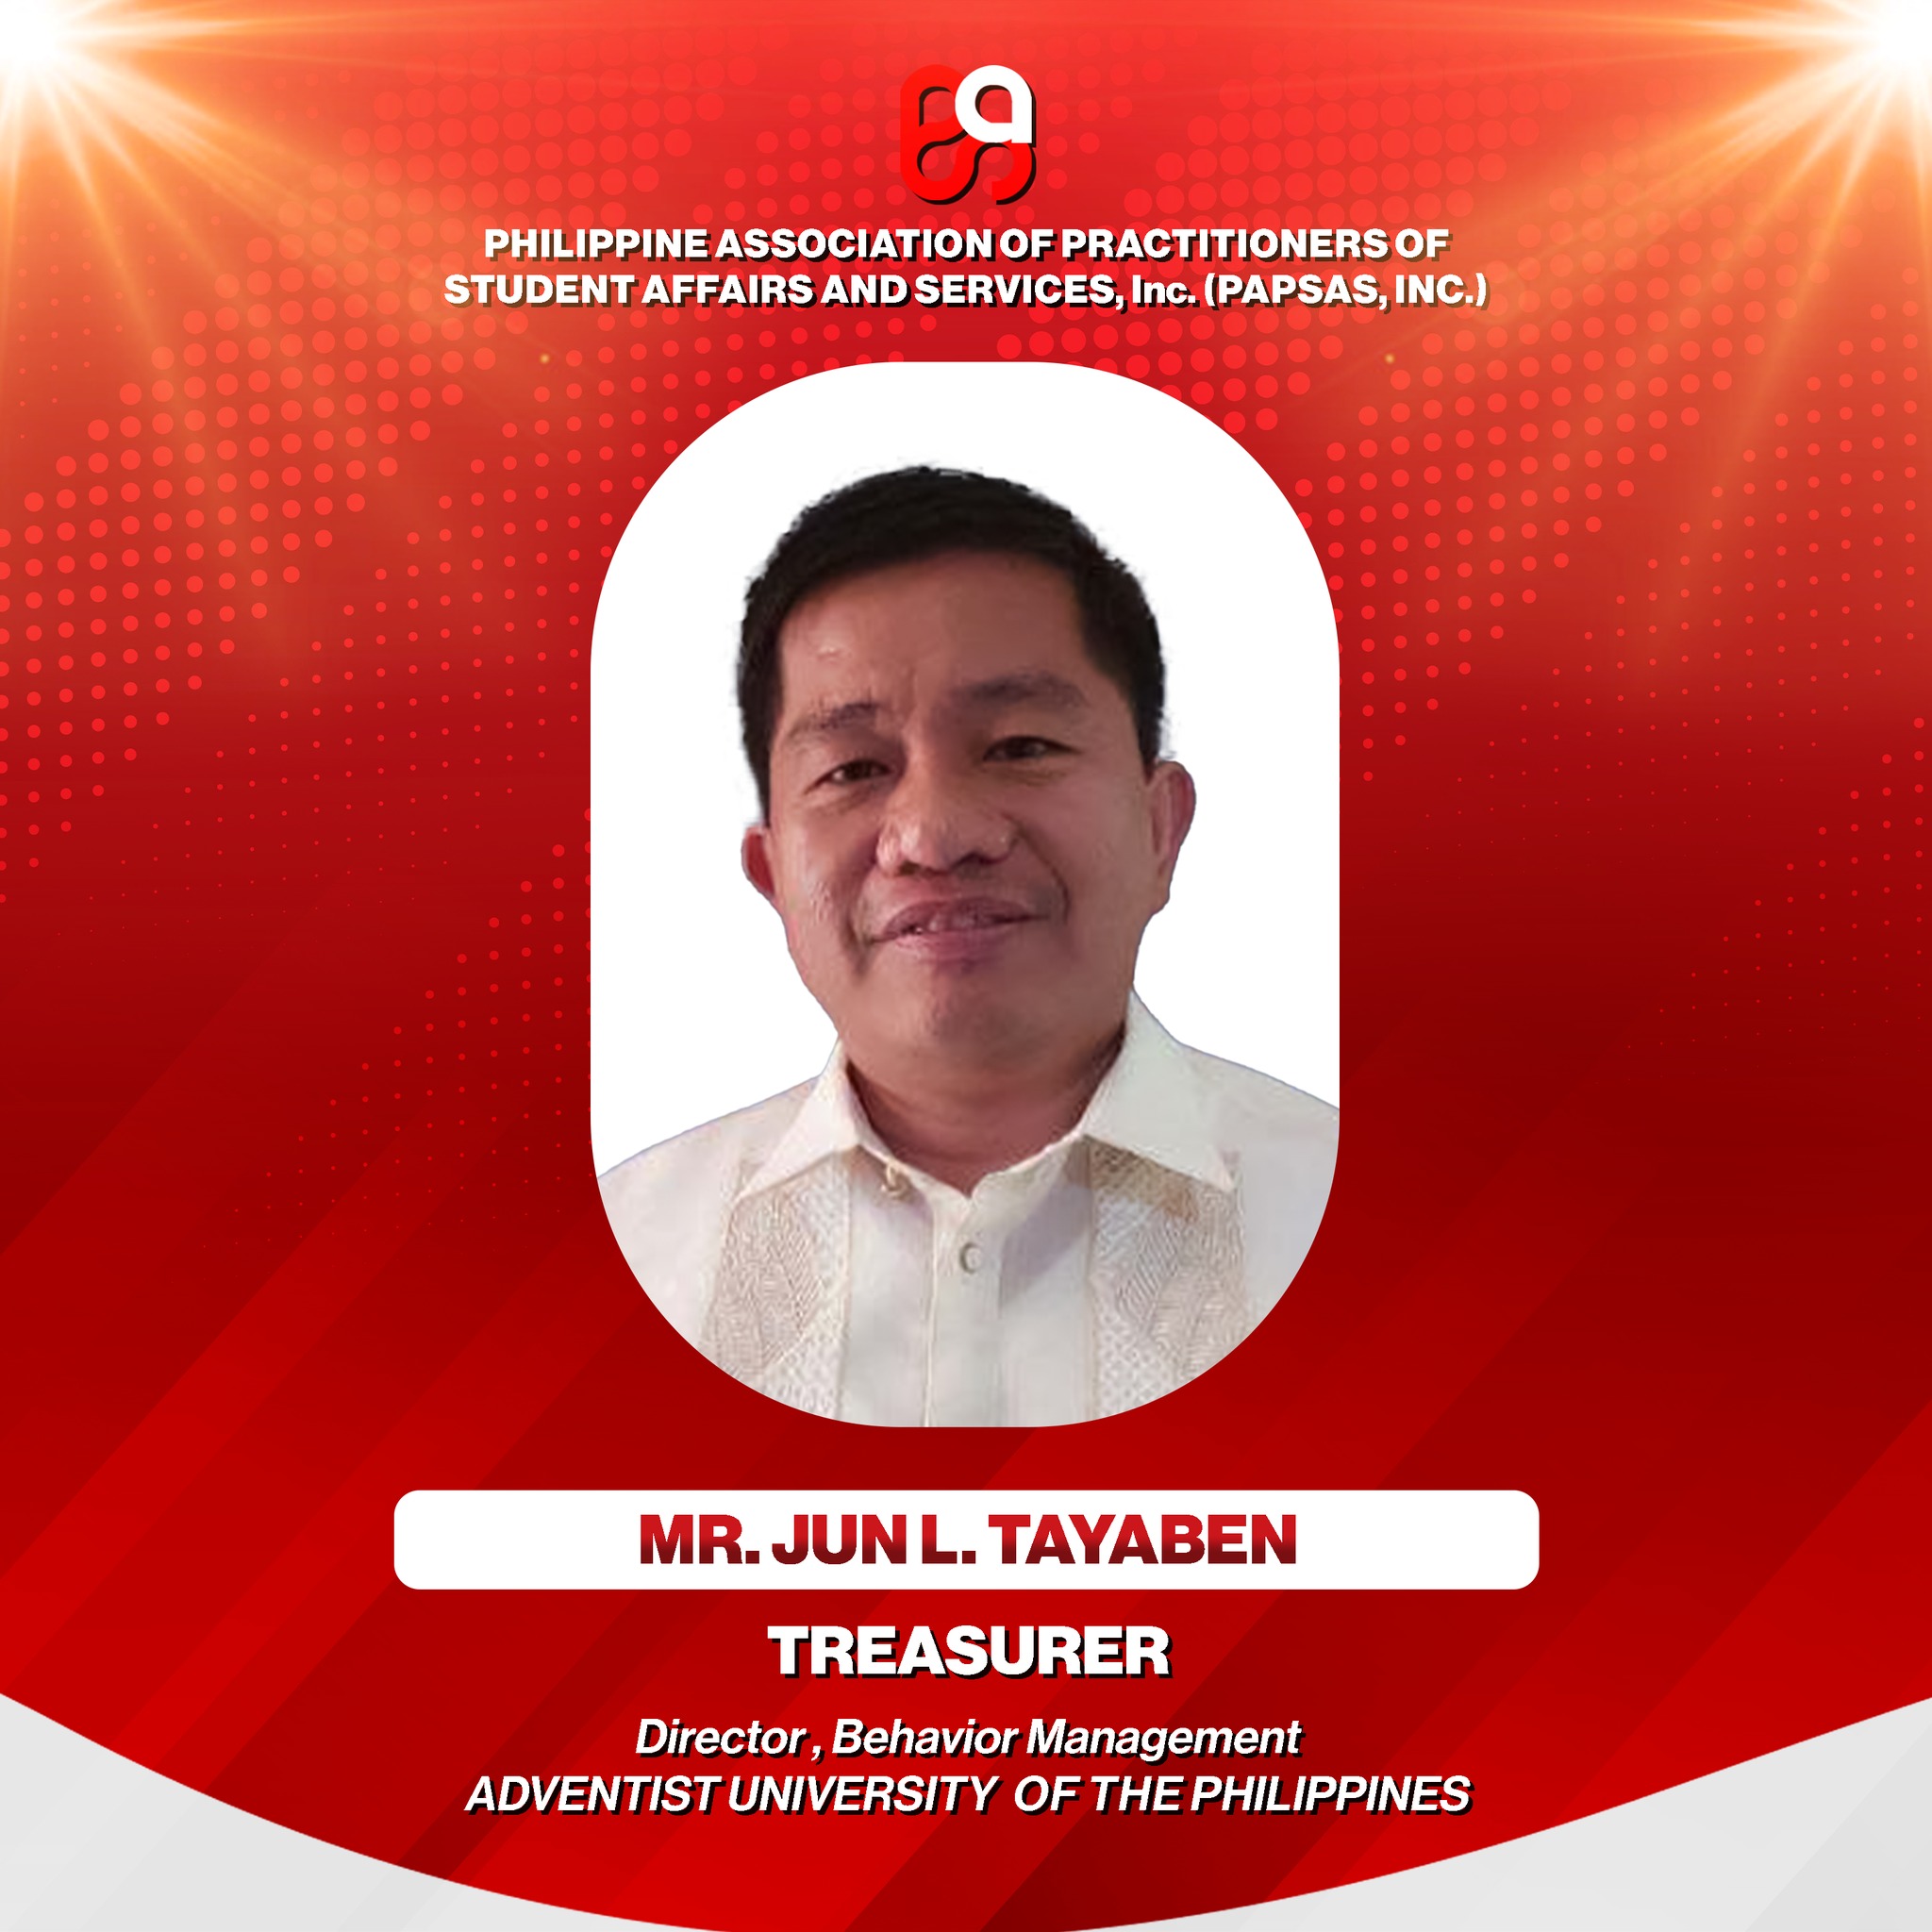 PHILIPPINE ASSOCIATION OF PRACTITIONERS OF
STUDENT AFFAIRS AND SERVICES, Inc. (PAPSAS, INC.)
MR. JUN L. TAYABEN
TREASURER
Director , Behavior Management
ADVENTIST UNIVERSITY OF THE PHILIPPINES